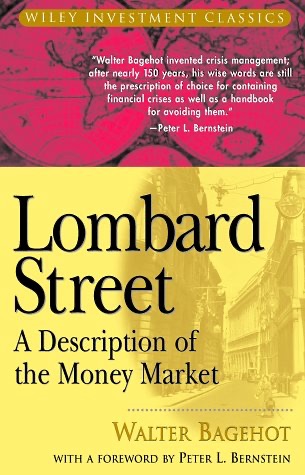 WILEY INVESTMENT CLASSICS
"Walter Bagehot invented crisis management;
after nearly 150 years, his wise words are still
the prescription of choice for containing
financial crises as well as a handbook
for avoiding them."
—Peter L. Bernstein
Lombard
Street
A Description of
the Money Market
WALTER BAGEHOT
WITH A FOREWORD BY PETER L. BERNSTEIN